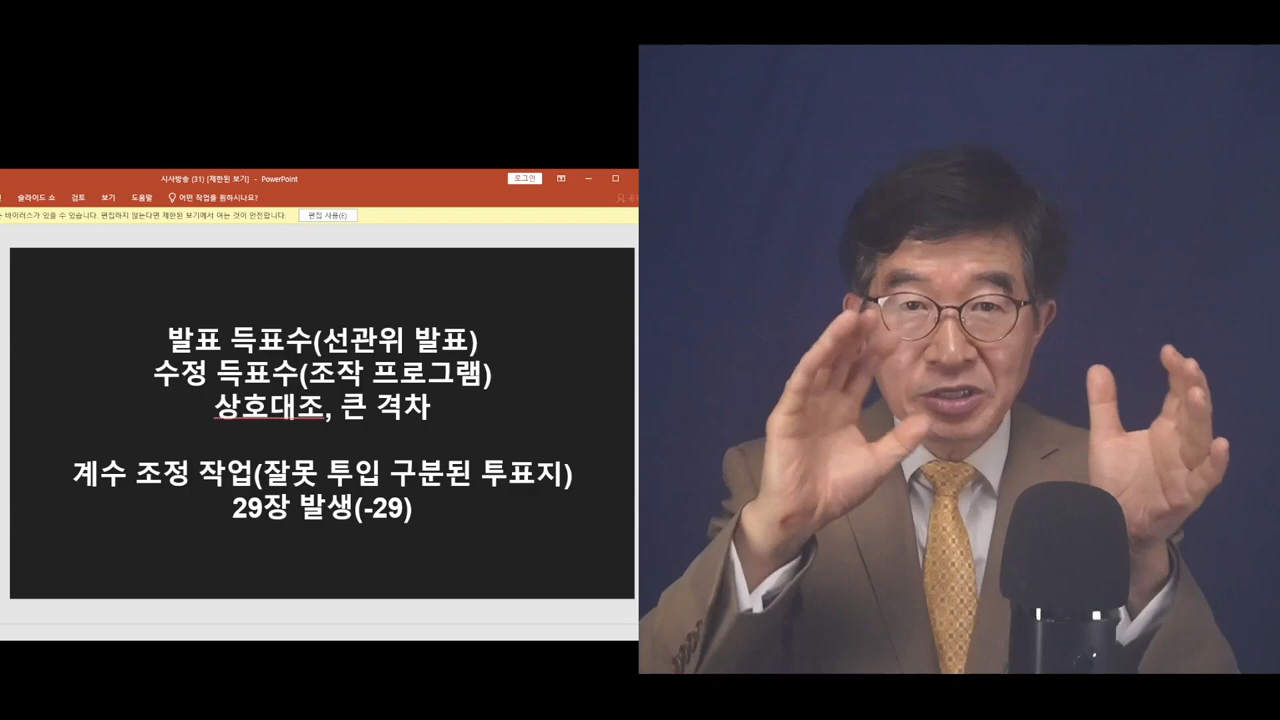 시사방송 (31) [제한된 보기] - PowerPoint
로그인
슬라이드 쇼 검토 보기 도움말 어떤 작업을 원하시나요?
바이러스가 있을 수 있습니다. 편집하지 않는다면 제한된 보기에서 여는 것이 안전합니다. 편집 사용(E)
발표 득표수(선관위 발표)
수정 득표수(조작 프로그램)
상호대조, 큰 격차
계수 조정 작업(잘못 투입 구분된 투표지)
29장 발생(-29)